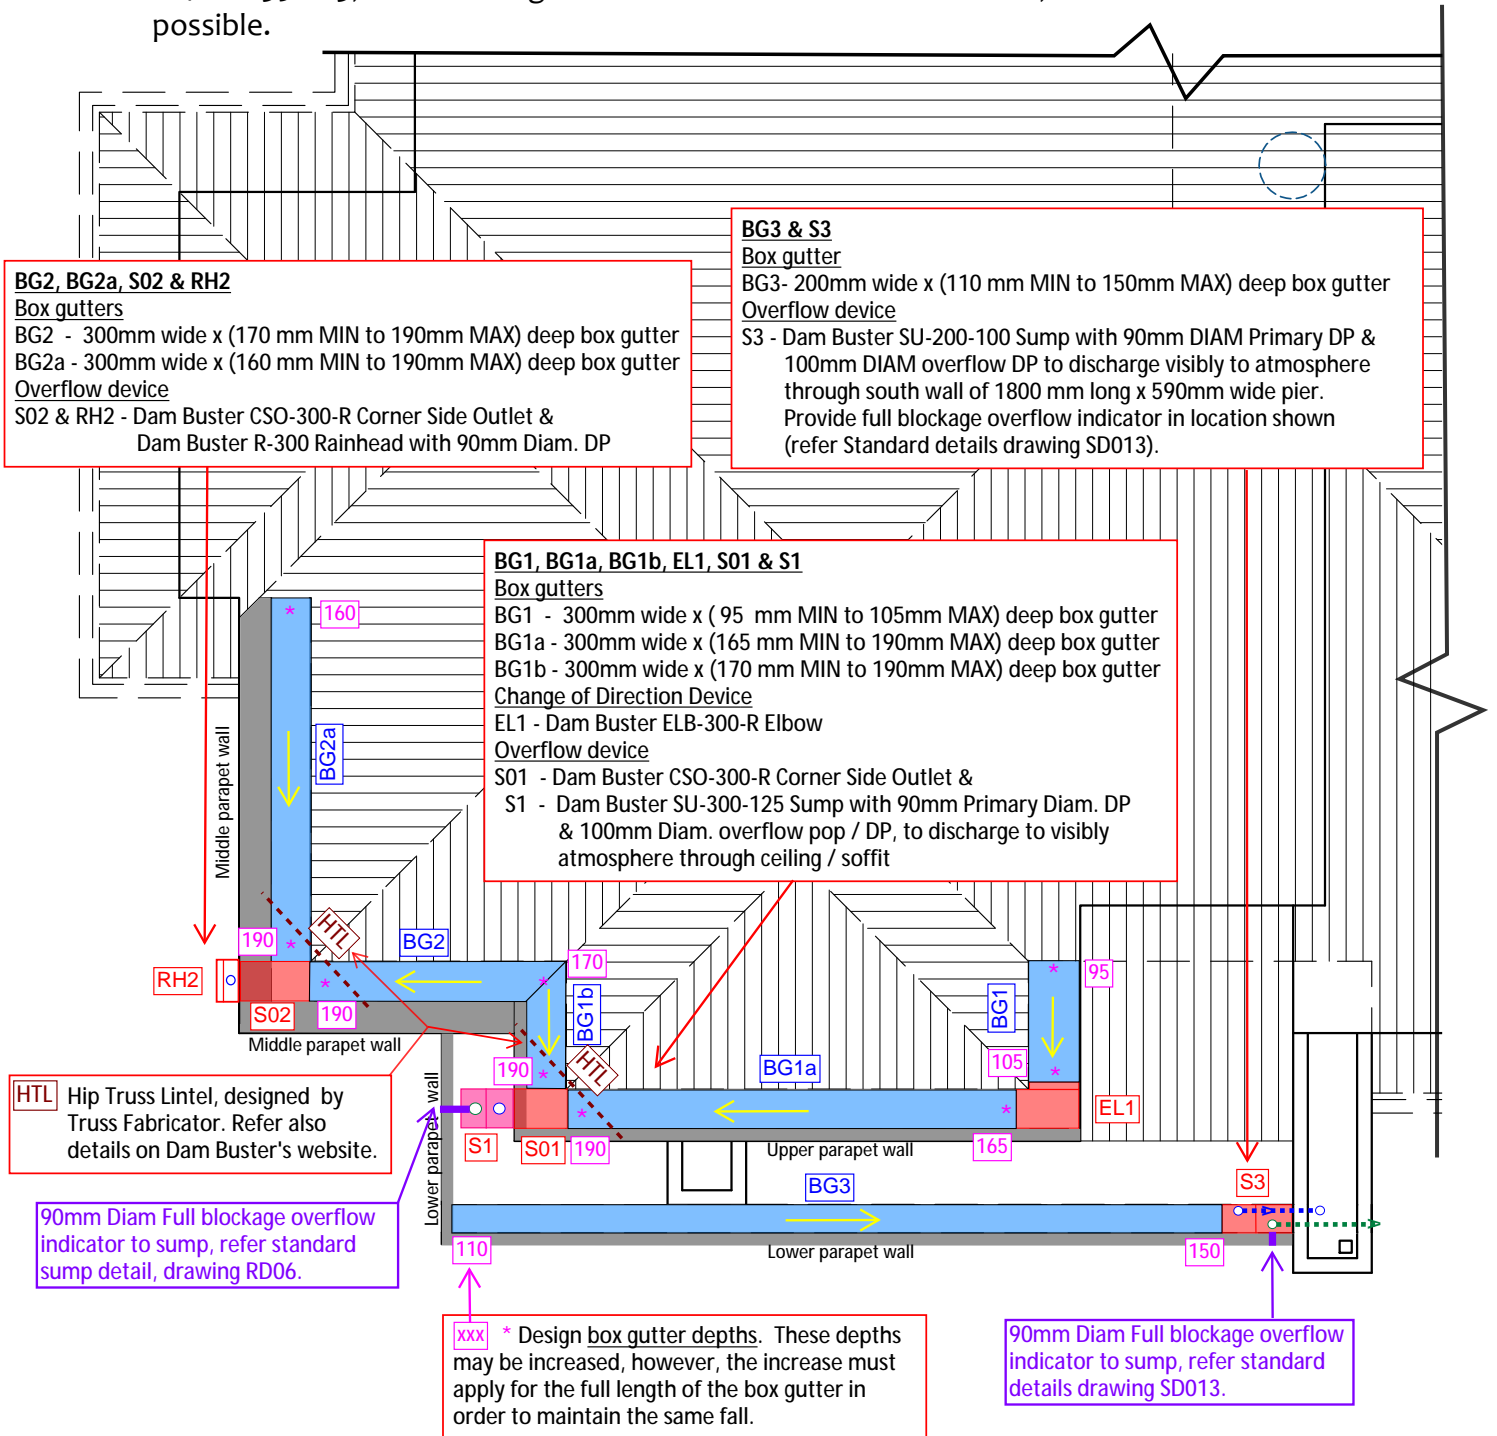 possible.
BG3 & S3
Box gutter
BG3- 200mm wide x (110 mm MIN to 150mm MAX) deep box gutter
Overflow device
S3 - Dam Buster SU-200-100 Sump with 90mm DIAM Primary DP &
100mm DIAM overflow DP to discharge visibly to atmosphere
through south wall of 1800 mm long x 590mm wide pier.
Provide full blockage overflow indicator in location shown
(refer Standard details drawing SD013).
BG2, BG2a, S02 & RH2
Box gutters
BG2 - 300mm wide x (170 mm MIN to 190mm MAX) deep box gutter
BG2a - 300mm wide x (160 mm MIN to 190mm MAX) deep box gutter
Overflow device
S02 & RH2 - Dam Buster CSO-300-R Corner Side Outlet &
Dam Buster R-300 Rainhead with 90mm Diam. DP
BG1, BG1a, BG1b, EL1, S01 & S1
Box gutters
BG1 - 300mm wide x ( 95 mm MIN to 105mm MAX) deep box gutter
BG1a - 300mm wide x (165 mm MIN to 190mm MAX) deep box gutter
BG1b - 300mm wide x (170 mm MIN to 190mm MAX) deep box gutter
Change of Direction Device
EL1 - Dam Buster ELB-300-R Elbow
Overflow device
S01 - Dam Buster CSO-300-R Corner Side Outlet &
S1 - Dam Buster SU-300-125 Sump with 90mm Primary Diam. DP
& 100mm Diam. overflow pop / DP, to discharge to visibly
atmosphere through ceiling / soffit
* 160
BG2a
Middle parapet wall
190 *
HTL
BG2
170
*
95
*
RH2
S02
*
190
BG1b
BG1
Middle parapet wall
190
*
HTL
BG1a
105
*
Lower parapet wall
S1
S01
*
190
*
165
EL1
Upper parapet wall
HTL Hip Truss Lintel, designed by
Truss Fabricator. Refer also
details on Dam Buster's website.
BG3
S3
110
150
Lower parapet wall
90mm Diam Full blockage overflow
indicator to sump, refer standard
sump detail, drawing RD06.
xxx * Design box gutter depths. These depths
may be increased, however, the increase must
apply for the full length of the box gutter in
order to maintain the same fall.
90mm Diam Full blockage overflow
indicator to sump, refer standard
details drawing SD013.